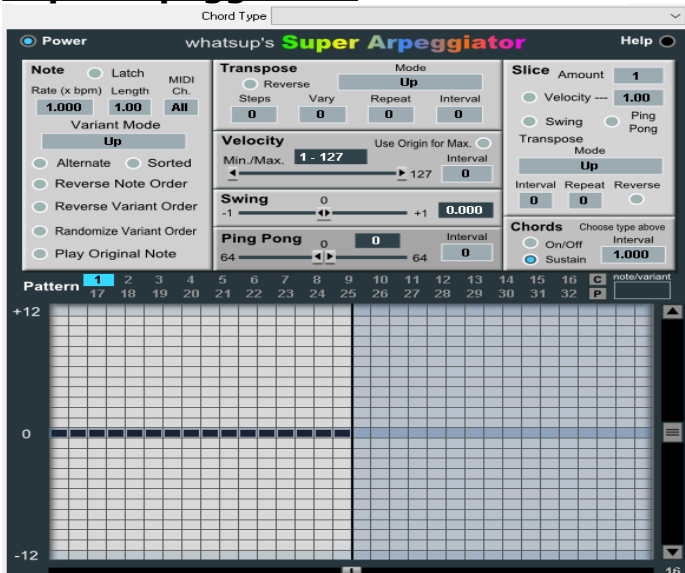 Chord Type
Power
whatsup's Super Arpeggiator
Help
Note
Latch
MIDI Ch.
Rate (x bpm) Length
1.000 1.00 All
Variant Mode
Up
Alternate Sorted
Reverse Note Order
Reverse Variant Order
Randomize Variant Order
Play Original Note
Transpose
Mode
Reverse
Up
Steps Vary Repeat Interval
0 0 0 0
Velocity
Use Origin for Max.
Min./Max. 1 - 127
Interval
127 0
Swing
0
-1 +1 0.000
Ping Pong
0 0
Interval
64 64 0
Slice
Amount 1
Velocity --- 1.00
Swing
Ping Pong
Transpose
Mode
Up
Interval Repeat Reverse
0 0
Chords
Choose type above
On/Off
Interval
Sustain 1.000
Pattern
1 2 3 4 5 6 7 8 9 10 11 12 13 14 15 16 C note/variant
17 18 19 20 21 22 23 24 25 26 27 28 29 30 31 32 P
+12
0
-12
16